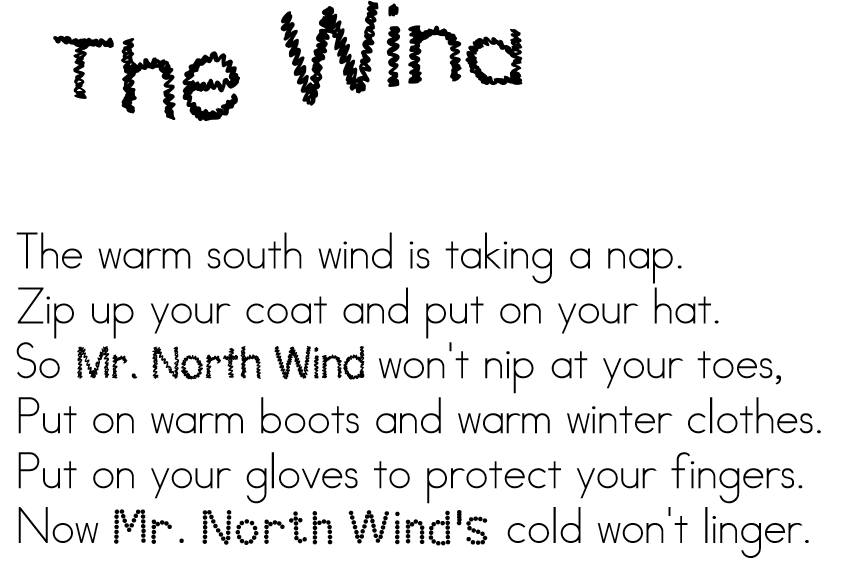 The Wind
The warm south wind is taking a nap.
Zip up your coat and put on your hat.
So Mr. North Wind won't nip at your toes,
Put on warm boots and warm winter clothes.
Put on your gloves to protect your fingers.
Now Mr. North Wind's cold won't linger.